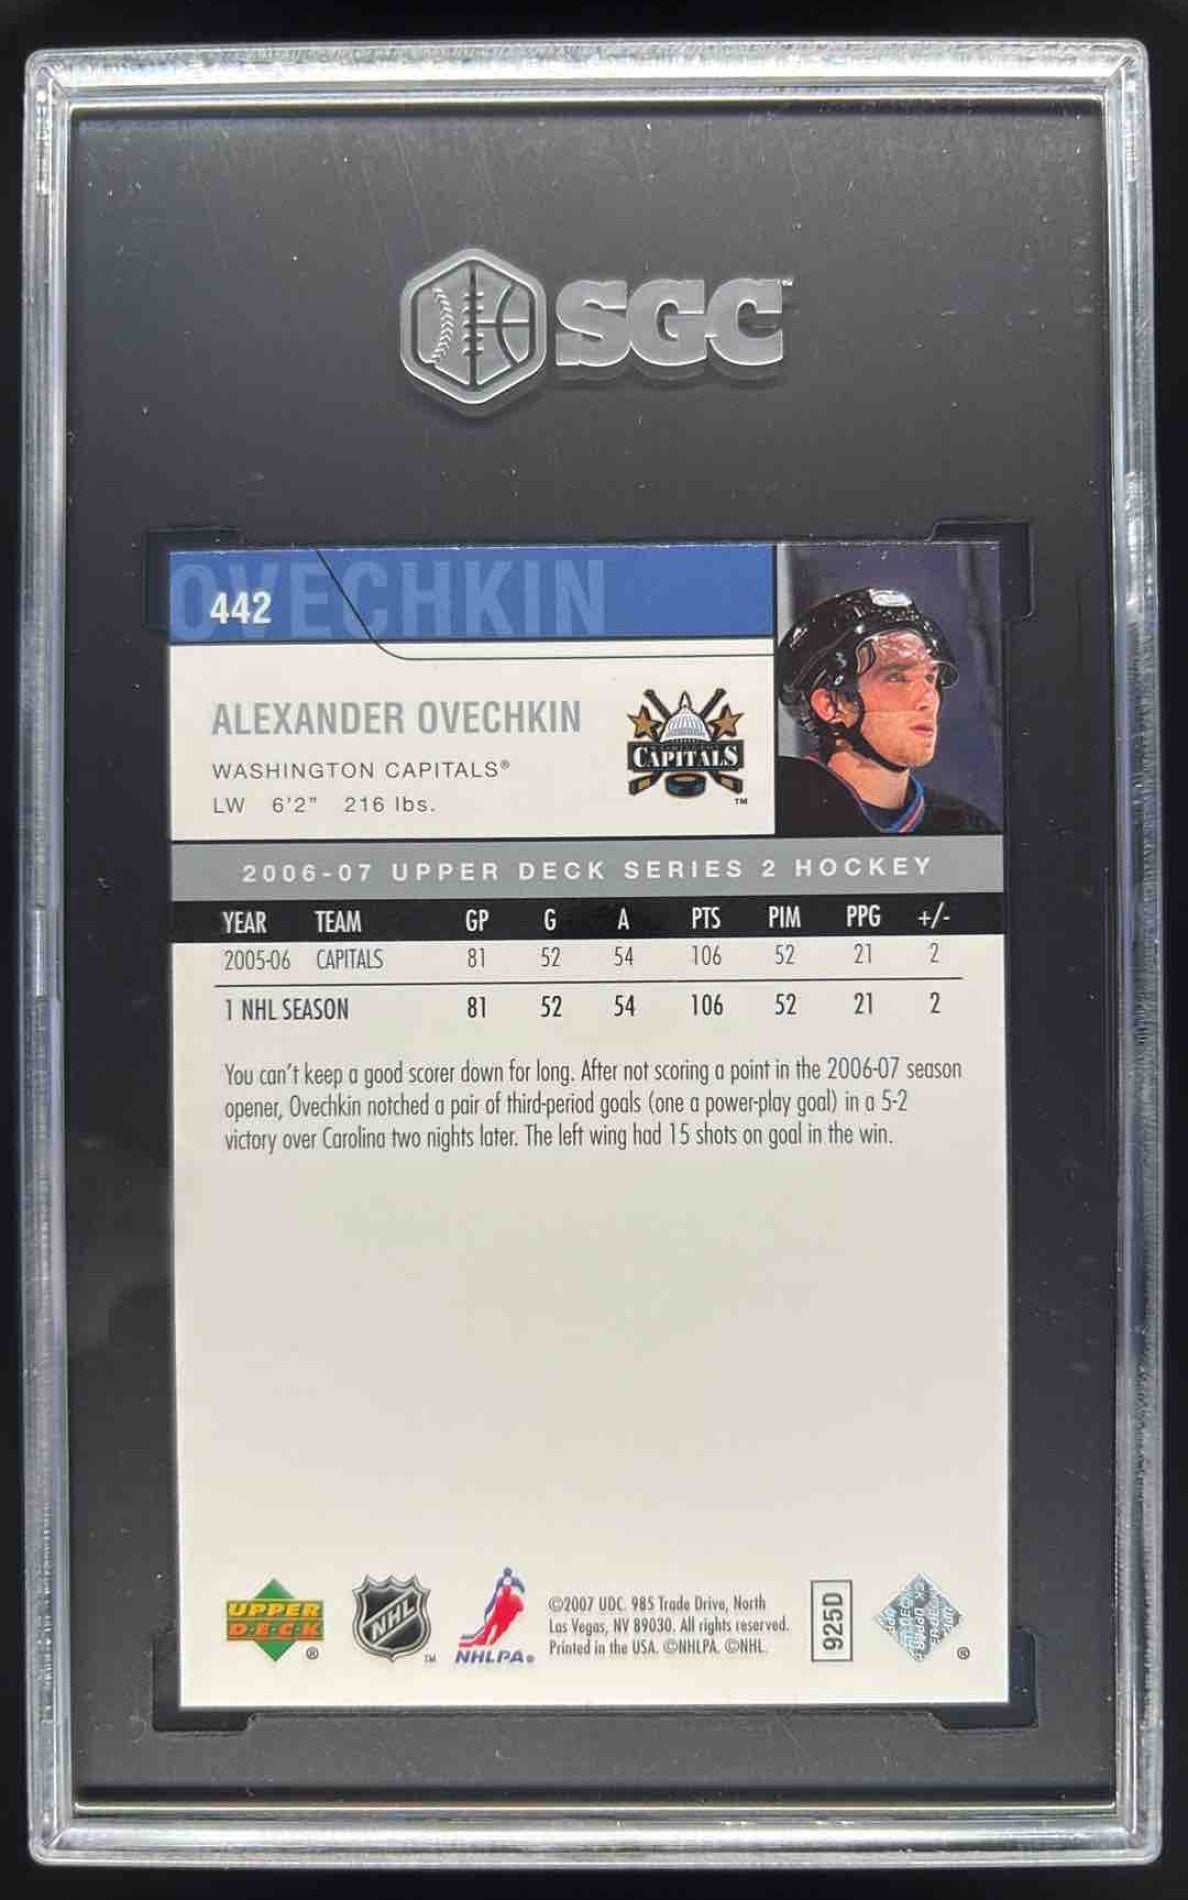 SGC
OVECHKIN
442
ALEXANDER OVECHKIN
WASHINGTON CAPITALS®
LW 6'2" 216 lbs.
CAPITALS
TM
2006-07 UPPER DECK SERIES 2 HOCKEY
YEAR TEAM GP G A PTS PIM PPG +/-
2005-06 CAPITALS 81 52 54 106 52 21 2
1 NHL SEASON 81 52 54 106 52 21 2
You can't keep a good scorer down for long. After not scoring a point in the 2006-07 season
opener, Ovechkin notched a pair of third-period goals (one a power-play goal) in a 5-2
victory over Carolina two nights later. The left wing had 15 shots on goal in the win.
UPPER
D·E·C·K
®
NHL
TM
NHLPA®
©2007 UDC. 985 Trade Drive, North
Las Vegas, NV 89030. All rights reserved.
Printed in the USA. ©NHLPA. ©NHL
925D
®